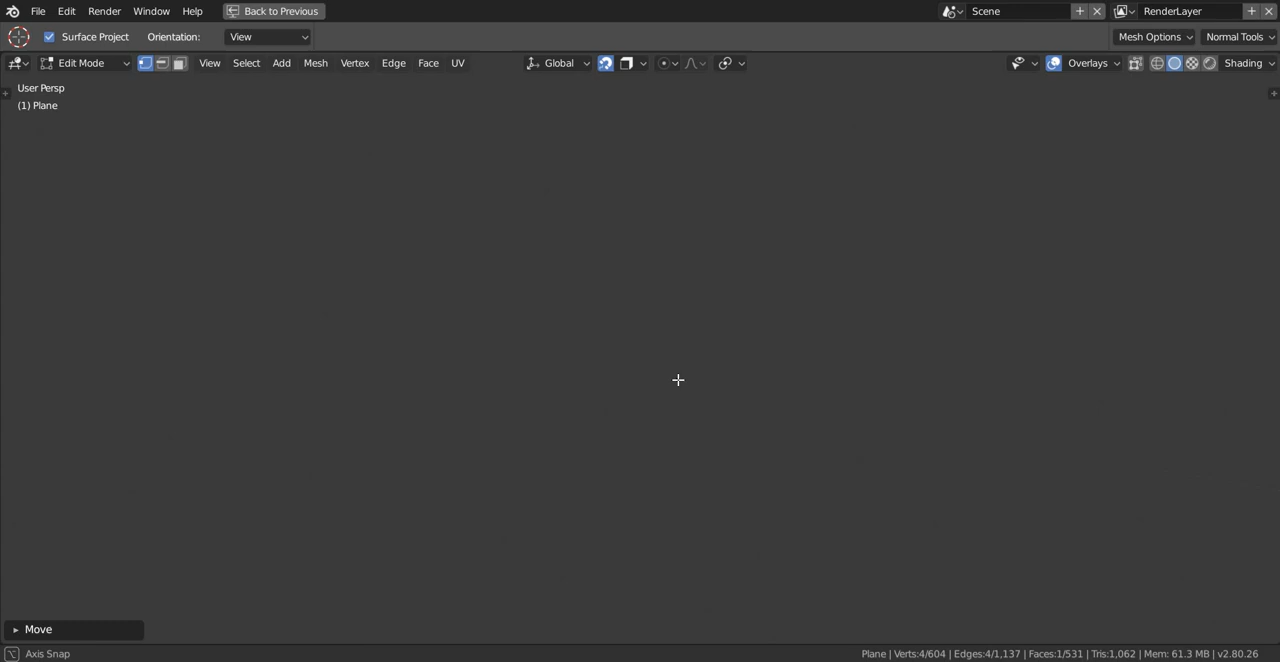 File Edit Render Window Help Back to Previous Scene RenderLayer
Surface Project Orientation: View Mesh Options Normal Tools
Edit Mode View Select Add Mesh Vertex Edge Face UV Global Overlays Shading
User Persp
(1) Plane
Move
Axis Snap Plane | Verts:4/604 | Edges:4/1,137 | Faces:1/531 | Tris:1,062 | Mem: 61.3 MB | v2.80.26